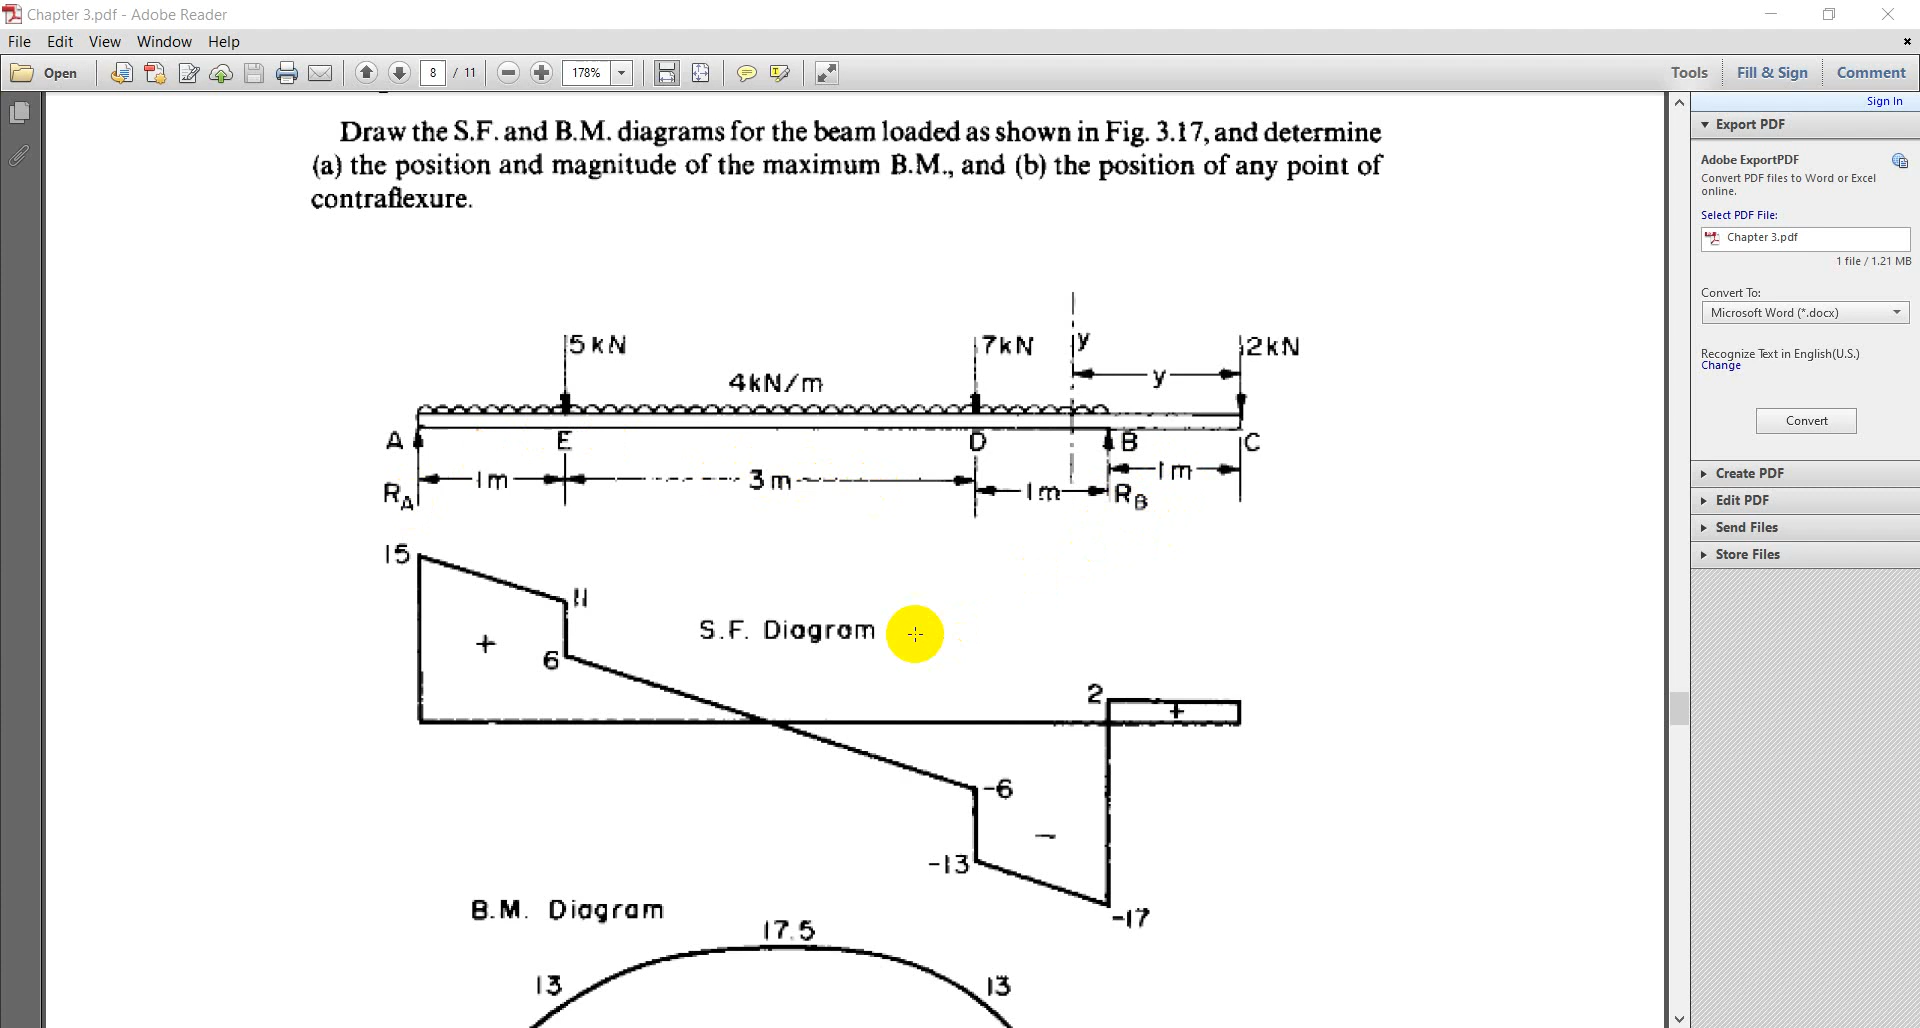 Chapter 3.pdf - Adobe Reader
File Edit View Window Help
Open 8 / 11 178% Tools Fill & Sign Comment
Sign In
Export PDF
Adobe ExportPDF
Convert PDF files to Word or Excel
online.
Select PDF File:
Chapter 3.pdf
1 file / 1.21 MB
Convert To:
Microsoft Word (*.docx)
Recognize Text in English(U.S.)
Change
Convert
Create PDF
Edit PDF
Send Files
Store Files
Draw the S.F. and B.M. diagrams for the beam loaded as shown in Fig. 3.17, and determine
(a) the position and magnitude of the maximum B.M., and (b) the position of any point of
contraflexure.
5 kN 7kN y 2kN
4kN/m y
A E D B C
1m 3m 1m 1m
RA RB
15
11
+ S.F. Diagram
6
2
+
-6
−
-13
B.M. Diagram -17
17.5
13 13